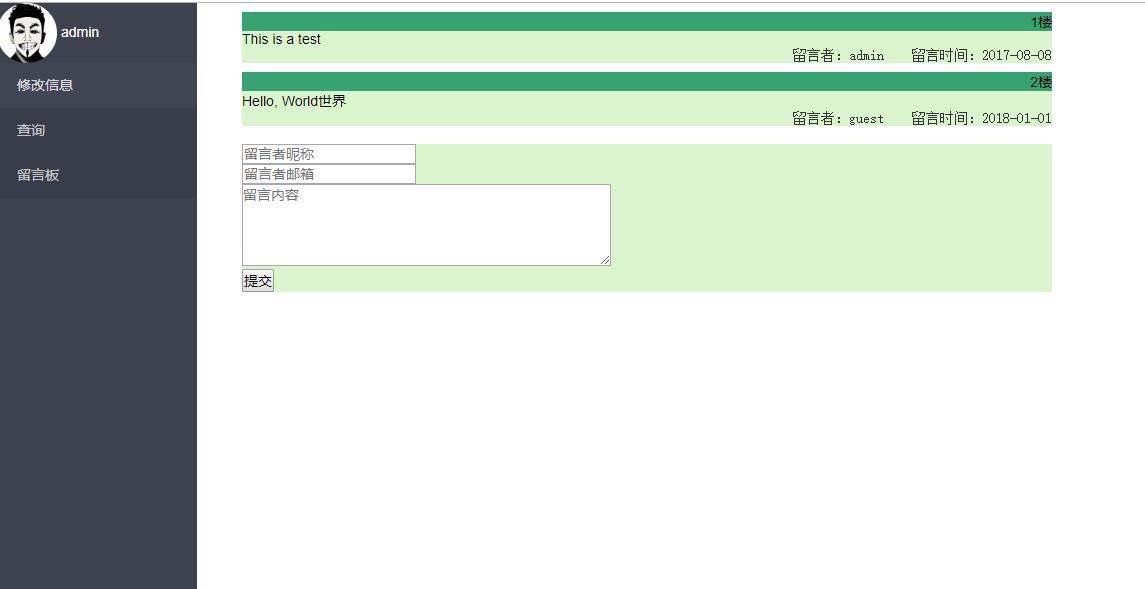 admin
修改信息
查询
留言板
1楼
This is a test
留言者：admin 留言时间：2017-08-08
2楼
Hello, World世界
留言者：guest 留言时间：2018-01-01
留言者昵称
留言者邮箱
留言内容
提交